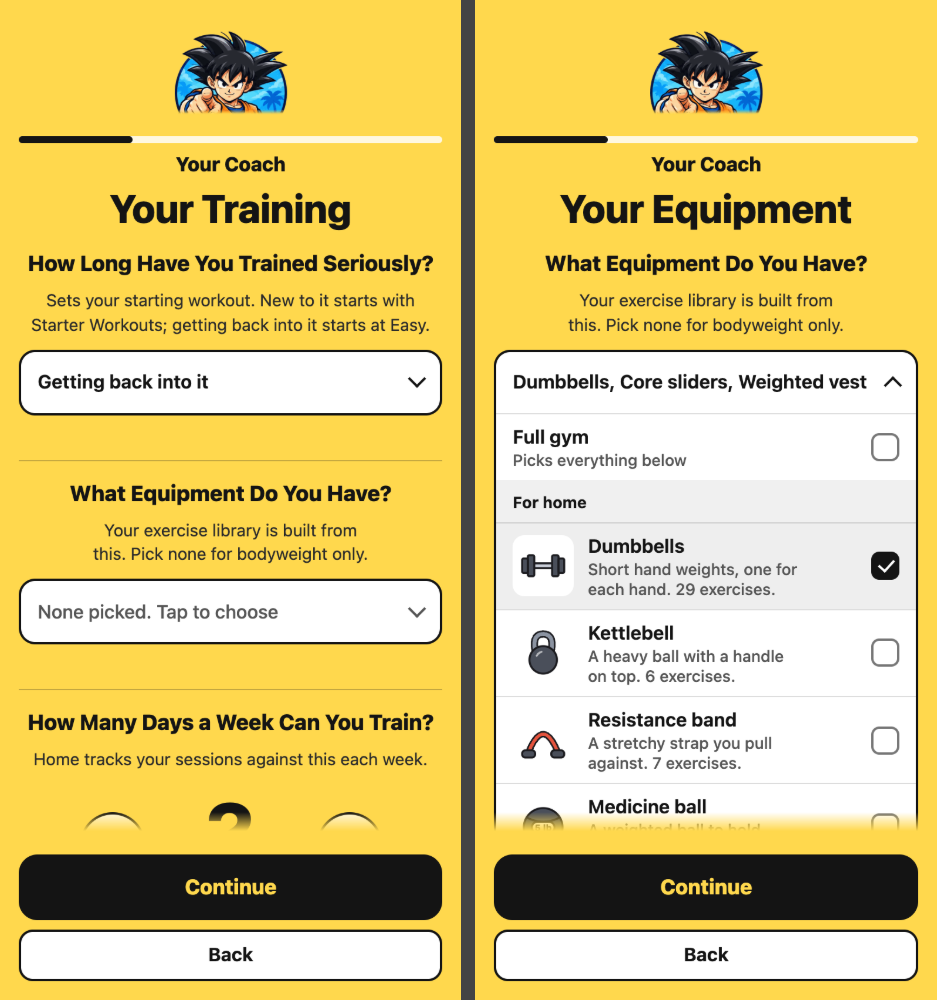 Your Coach
Your Training
How Long Have You Trained Seriously?
Sets your starting workout. New to it starts with
Starter Workouts; getting back into it starts at Easy.
Getting back into it
What Equipment Do You Have?
Your exercise library is built from
this. Pick none for bodyweight only.
None picked. Tap to choose
How Many Days a Week Can You Train?
Home tracks your sessions against this each week.
Continue
Back
Your Coach
Your Equipment
What Equipment Do You Have?
Your exercise library is built from
this. Pick none for bodyweight only.
Dumbbells, Core sliders, Weighted vest
Full gym
Picks everything below
For home
Dumbbells
Short hand weights, one for
each hand. 29 exercises.
Kettlebell
A heavy ball with a handle
on top. 6 exercises.
Resistance band
A stretchy strap you pull
against. 7 exercises.
Medicine ball
A weighted ball to hold
Continue
Back